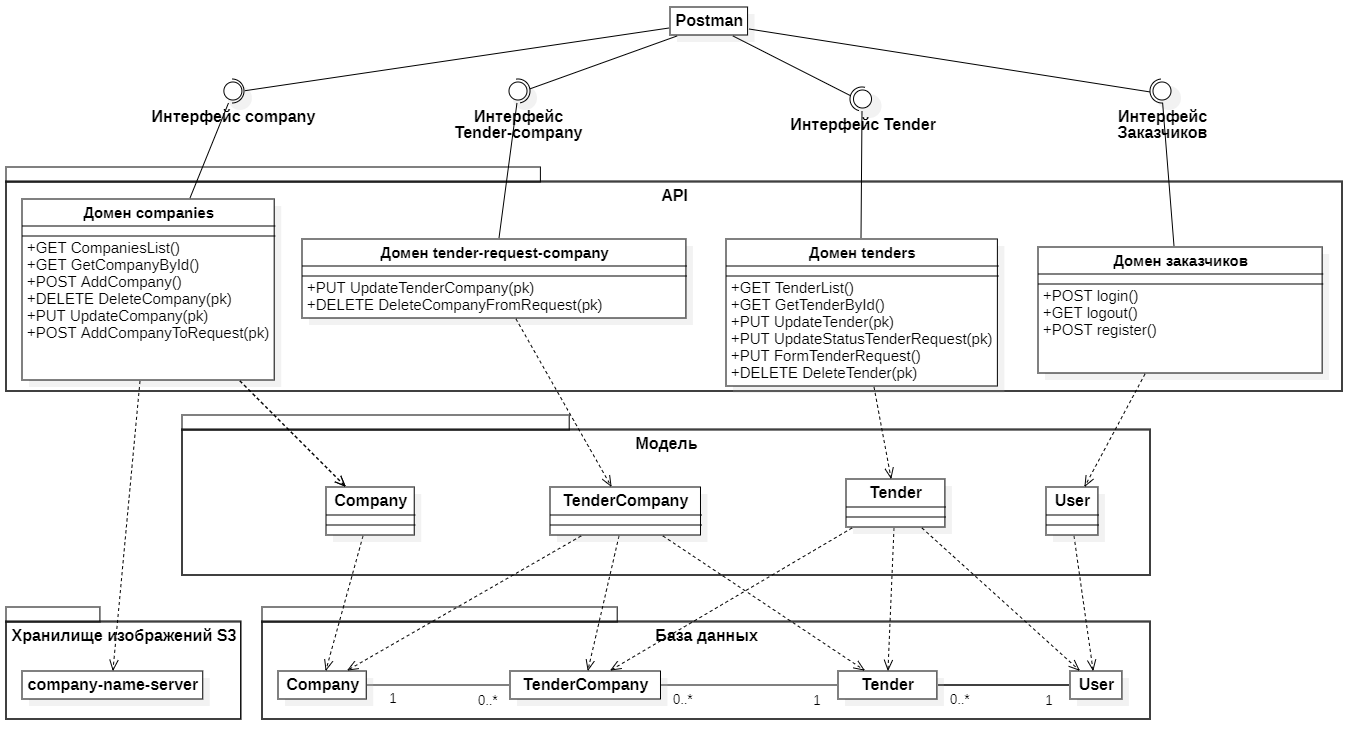 Postman
Интерфейс company
Интерфейс
Tender-company
Интерфейс Tender
Интерфейс
Заказчиков
API
Домен companies
+GET CompaniesList()
+GET GetCompanyById()
+POST AddCompany()
+DELETE DeleteCompany(pk)
+PUT UpdateCompany(pk)
+POST AddCompanyToRequest(pk)
Домен tender-request-company
+PUT UpdateTenderCompany(pk)
+DELETE DeleteCompanyFromRequest(pk)
Домен tenders
+GET TenderList()
+GET GetTenderById()
+PUT UpdateTender(pk)
+PUT UpdateStatusTenderRequest(pk)
+PUT FormTenderRequest()
+DELETE DeleteTender(pk)
Домен заказчиков
+POST login()
+GET logout()
+POST register()
Модель
Company
TenderCompany
Tender
User
Хранилище изображений S3
company-name-server
База данных
Company
TenderCompany
Tender
User
1
0..*
0..*
1
0..*
1